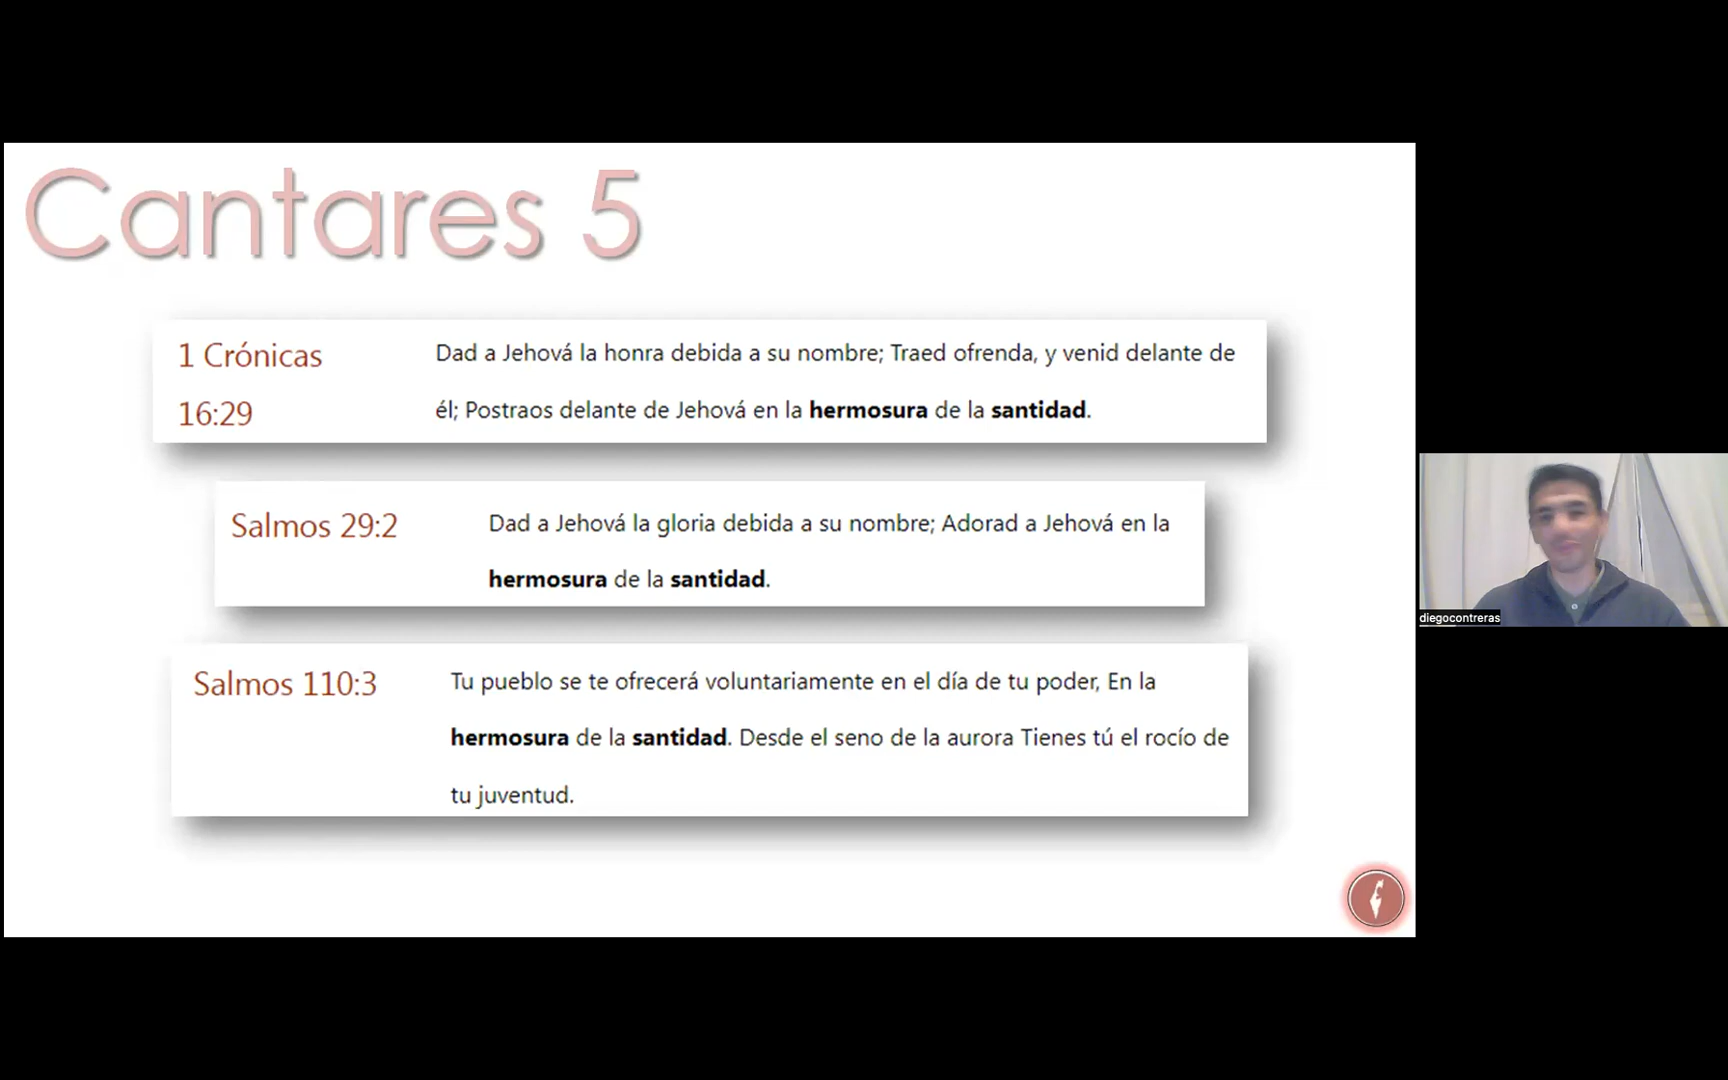 Cantares 5
1 Crónicas
16:29
Dad a Jehová la honra debida a su nombre; Traed ofrenda, y venid delante de
él; Postraos delante de Jehová en la hermosura de la santidad.
Salmos 29:2
Dad a Jehová la gloria debida a su nombre; Adorad a Jehová en la
hermosura de la santidad.
Salmos 110:3
Tu pueblo se te ofrecerá voluntariamente en el día de tu poder, En la
hermosura de la santidad. Desde el seno de la aurora Tienes tú el rocío de
tu juventud.
diegocontreras